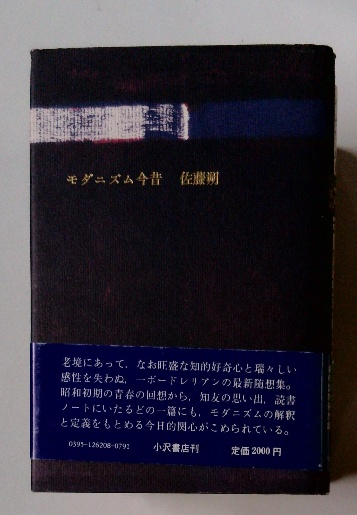 モダニズム今昔 佐藤朔
老境にあって，なお旺盛な知的好奇心と瑞々しい
感性を失わぬ，一ボードレリアンの最新随想集。
昭和初期の青春の回想から，知友の思い出，読書
ノートにいたるどの一篇にも，モダニズムの解釈
と定義をもとめる今日的関心がこめられている。
0395-126208-0791 小沢書店刊 定価2000円